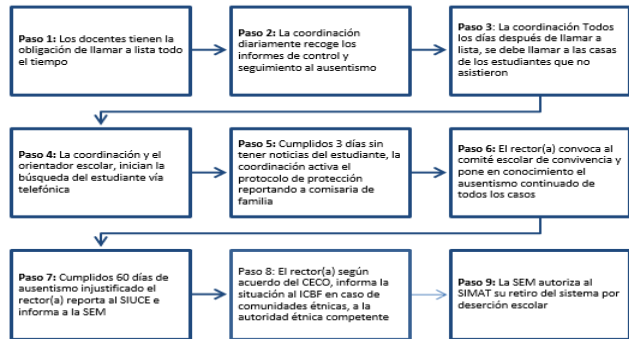 Paso 1: Los docentes tienen la
obligación de llamar a lista todo
el tiempo
Paso 2: La coordinación
diariamente recoge los
informes de control y
seguimiento al ausentismo
Paso 3: La coordinación Todos
los días después de llamar a
lista, se debe llamar a las casas
de los estudiantes que no
asistieron
Paso 4: La coordinación y el
orientador escolar, inician la
búsqueda del estudiante vía
telefónica
Paso 5: Cumplidos 3 días sin
tener noticias del estudiante, la
coordinación activa el
protocolo de protección
reportando a comisaria de
familia
Paso 6: El rector(a) convoca al
comité escolar de convivencia y
pone en conocimiento el
ausentismo continuado de
todos los casos
Paso 7: Cumplidos 60 días de
ausentismo injustificado el
rector(a) reporta al SIUCE e
informa a la SEM
Paso 8: El rector(a) según
acuerdo del CECO, informa la
situación al ICBF en caso de
comunidades étnicas, a la
autoridad étnica competente
Paso 9: La SEM autoriza al
SIMAT su retiro del sistema por
deserción escolar